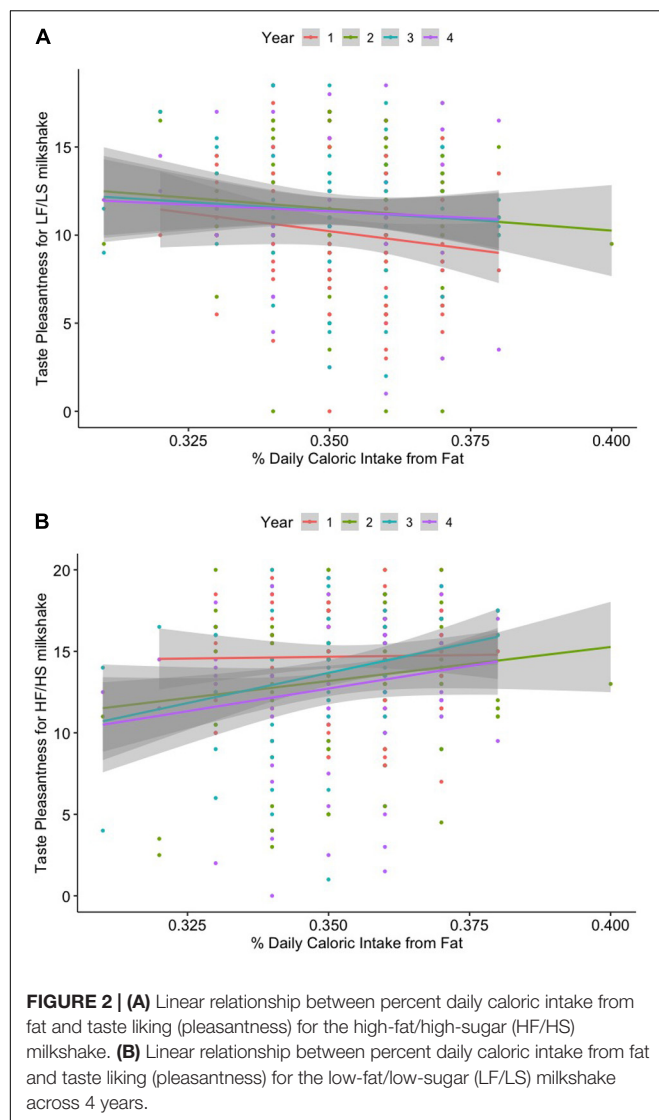 A
Year 1 2 3 4
Taste Pleasantness for LF/LS milkshake
15
10
5
0
0.325 0.350 0.375 0.400
% Daily Caloric Intake from Fat
B
Year 1 2 3 4
Taste Pleasantness for HF/HS milkshake
20
15
10
5
0
0.325 0.350 0.375 0.400
% Daily Caloric Intake from Fat
FIGURE 2 | (A) Linear relationship between percent daily caloric intake from
fat and taste liking (pleasantness) for the high-fat/high-sugar (HF/HS)
milkshake. (B) Linear relationship between percent daily caloric intake from fat
and taste liking (pleasantness) for the low-fat/low-sugar (LF/LS) milkshake
across 4 years.